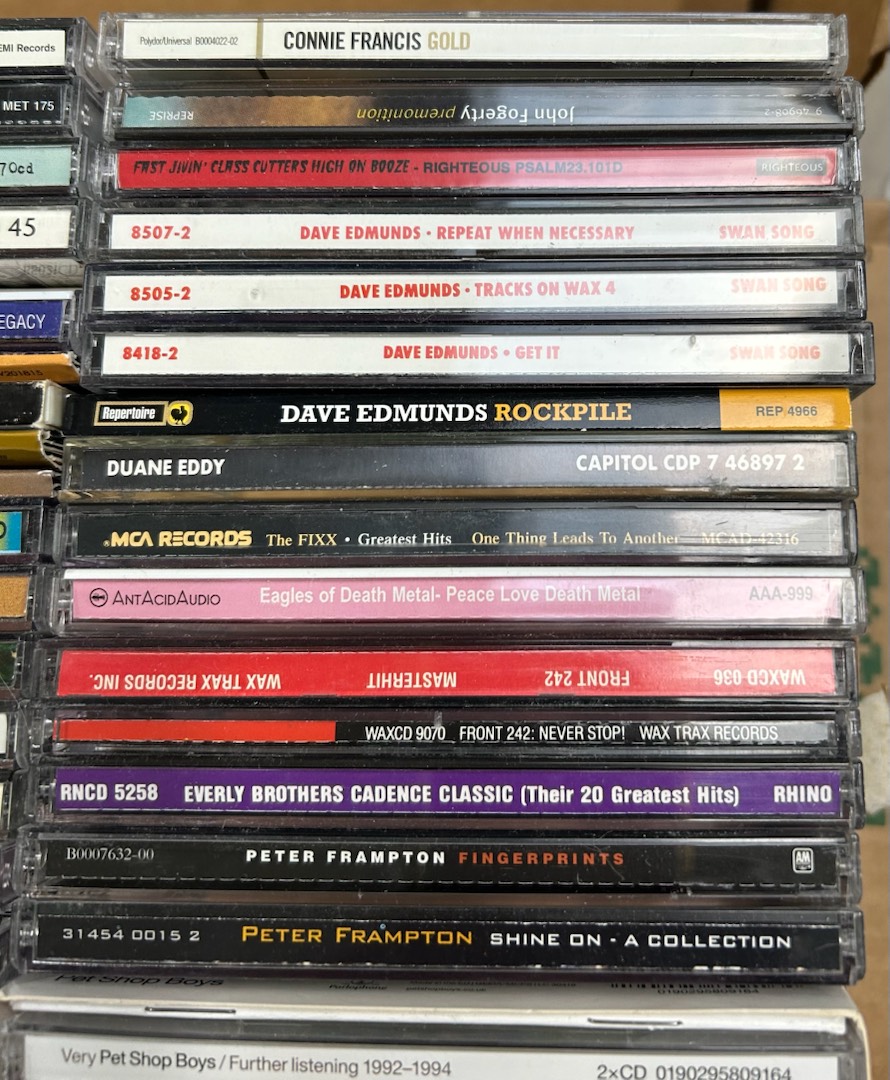 EMI Records
MET 175
70cd
45
EGACY
Polydor/Universal B0004022-02 CONNIE FRANCIS GOLD
9 46908-2 John Fogerty premonition REPRISE
FAST JIVIN' CLASS CUTTERS HIGH ON BOOZE - RIGHTEOUS PSALM23.101D RIGHTEOUS
8507-2 DAVE EDMUNDS • REPEAT WHEN NECESSARY SWAN SONG
8505-2 DAVE EDMUNDS • TRACKS ON WAX 4 SWAN SONG
8418-2 DAVE EDMUNDS • GET IT SWAN SONG
Repertoire DAVE EDMUNDS ROCKPILE REP 4966
DUANE EDDY CAPITOL CDP 7 46897 2
MCA RECORDS The FIXX • Greatest Hits One Thing Leads To Another MCAD-42316
ANTACIDAUDIO Eagles of Death Metal- Peace Love Death Metal AAA-999
WAXCD 036 FRONT 242 MASTERHIT WAX TRAX RECORDS INC.
WAXCD 9070 FRONT 242: NEVER STOP! WAX TRAX RECORDS
RNCD 5258 EVERLY BROTHERS CADENCE CLASSIC (Their 20 Greatest Hits) RHINO
B0007632-00 PETER FRAMPTON FINGERPRINTS AM
31454 0015 2 PETER FRAMPTON SHINE ON - A COLLECTION
Pet Shop Boys Parlophone 0190295809164
Very Pet Shop Boys / Further listening 1992–1994 2xCD 0190295809164